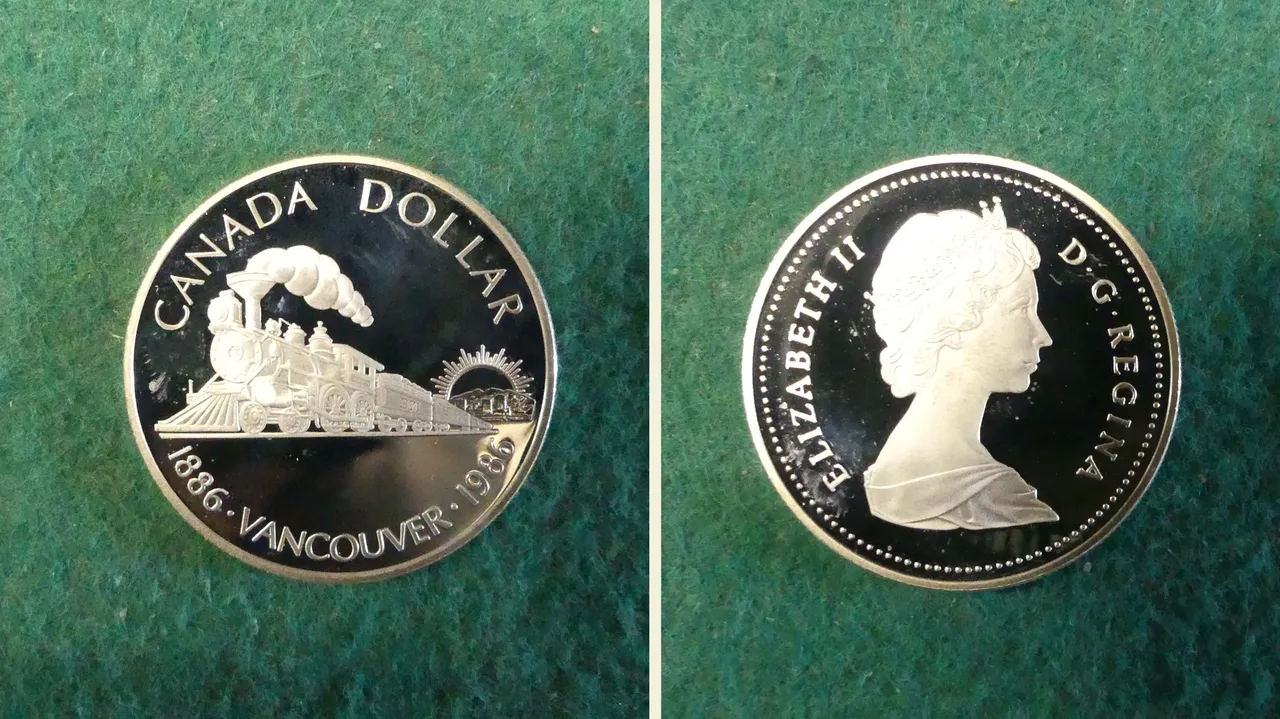 CANADA DOLLAR
1886 · VANCOUVER · 1986
ELIZABETH II
D · G · REGINA